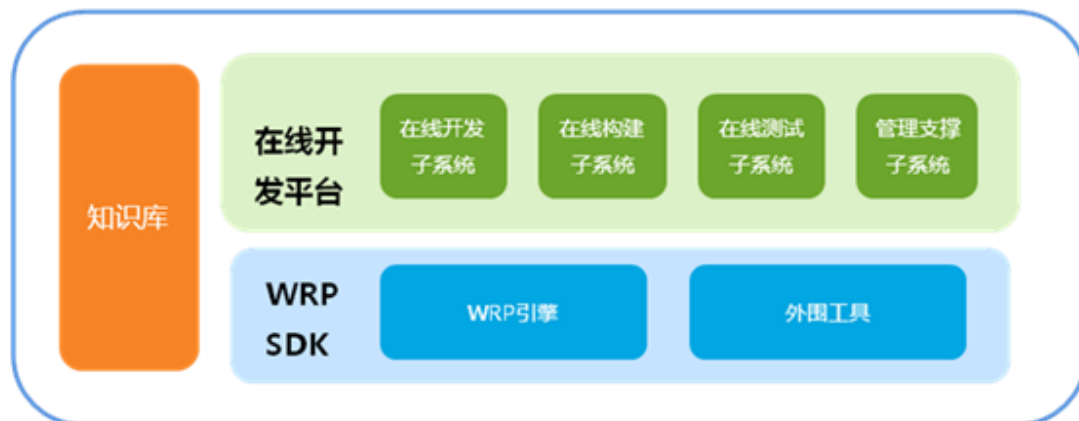 知识库
在线开
发平台
在线开发
子系统
在线构建
子系统
在线测试
子系统
管理支撑
子系统
WRP
SDK
WRP引擎
外围工具